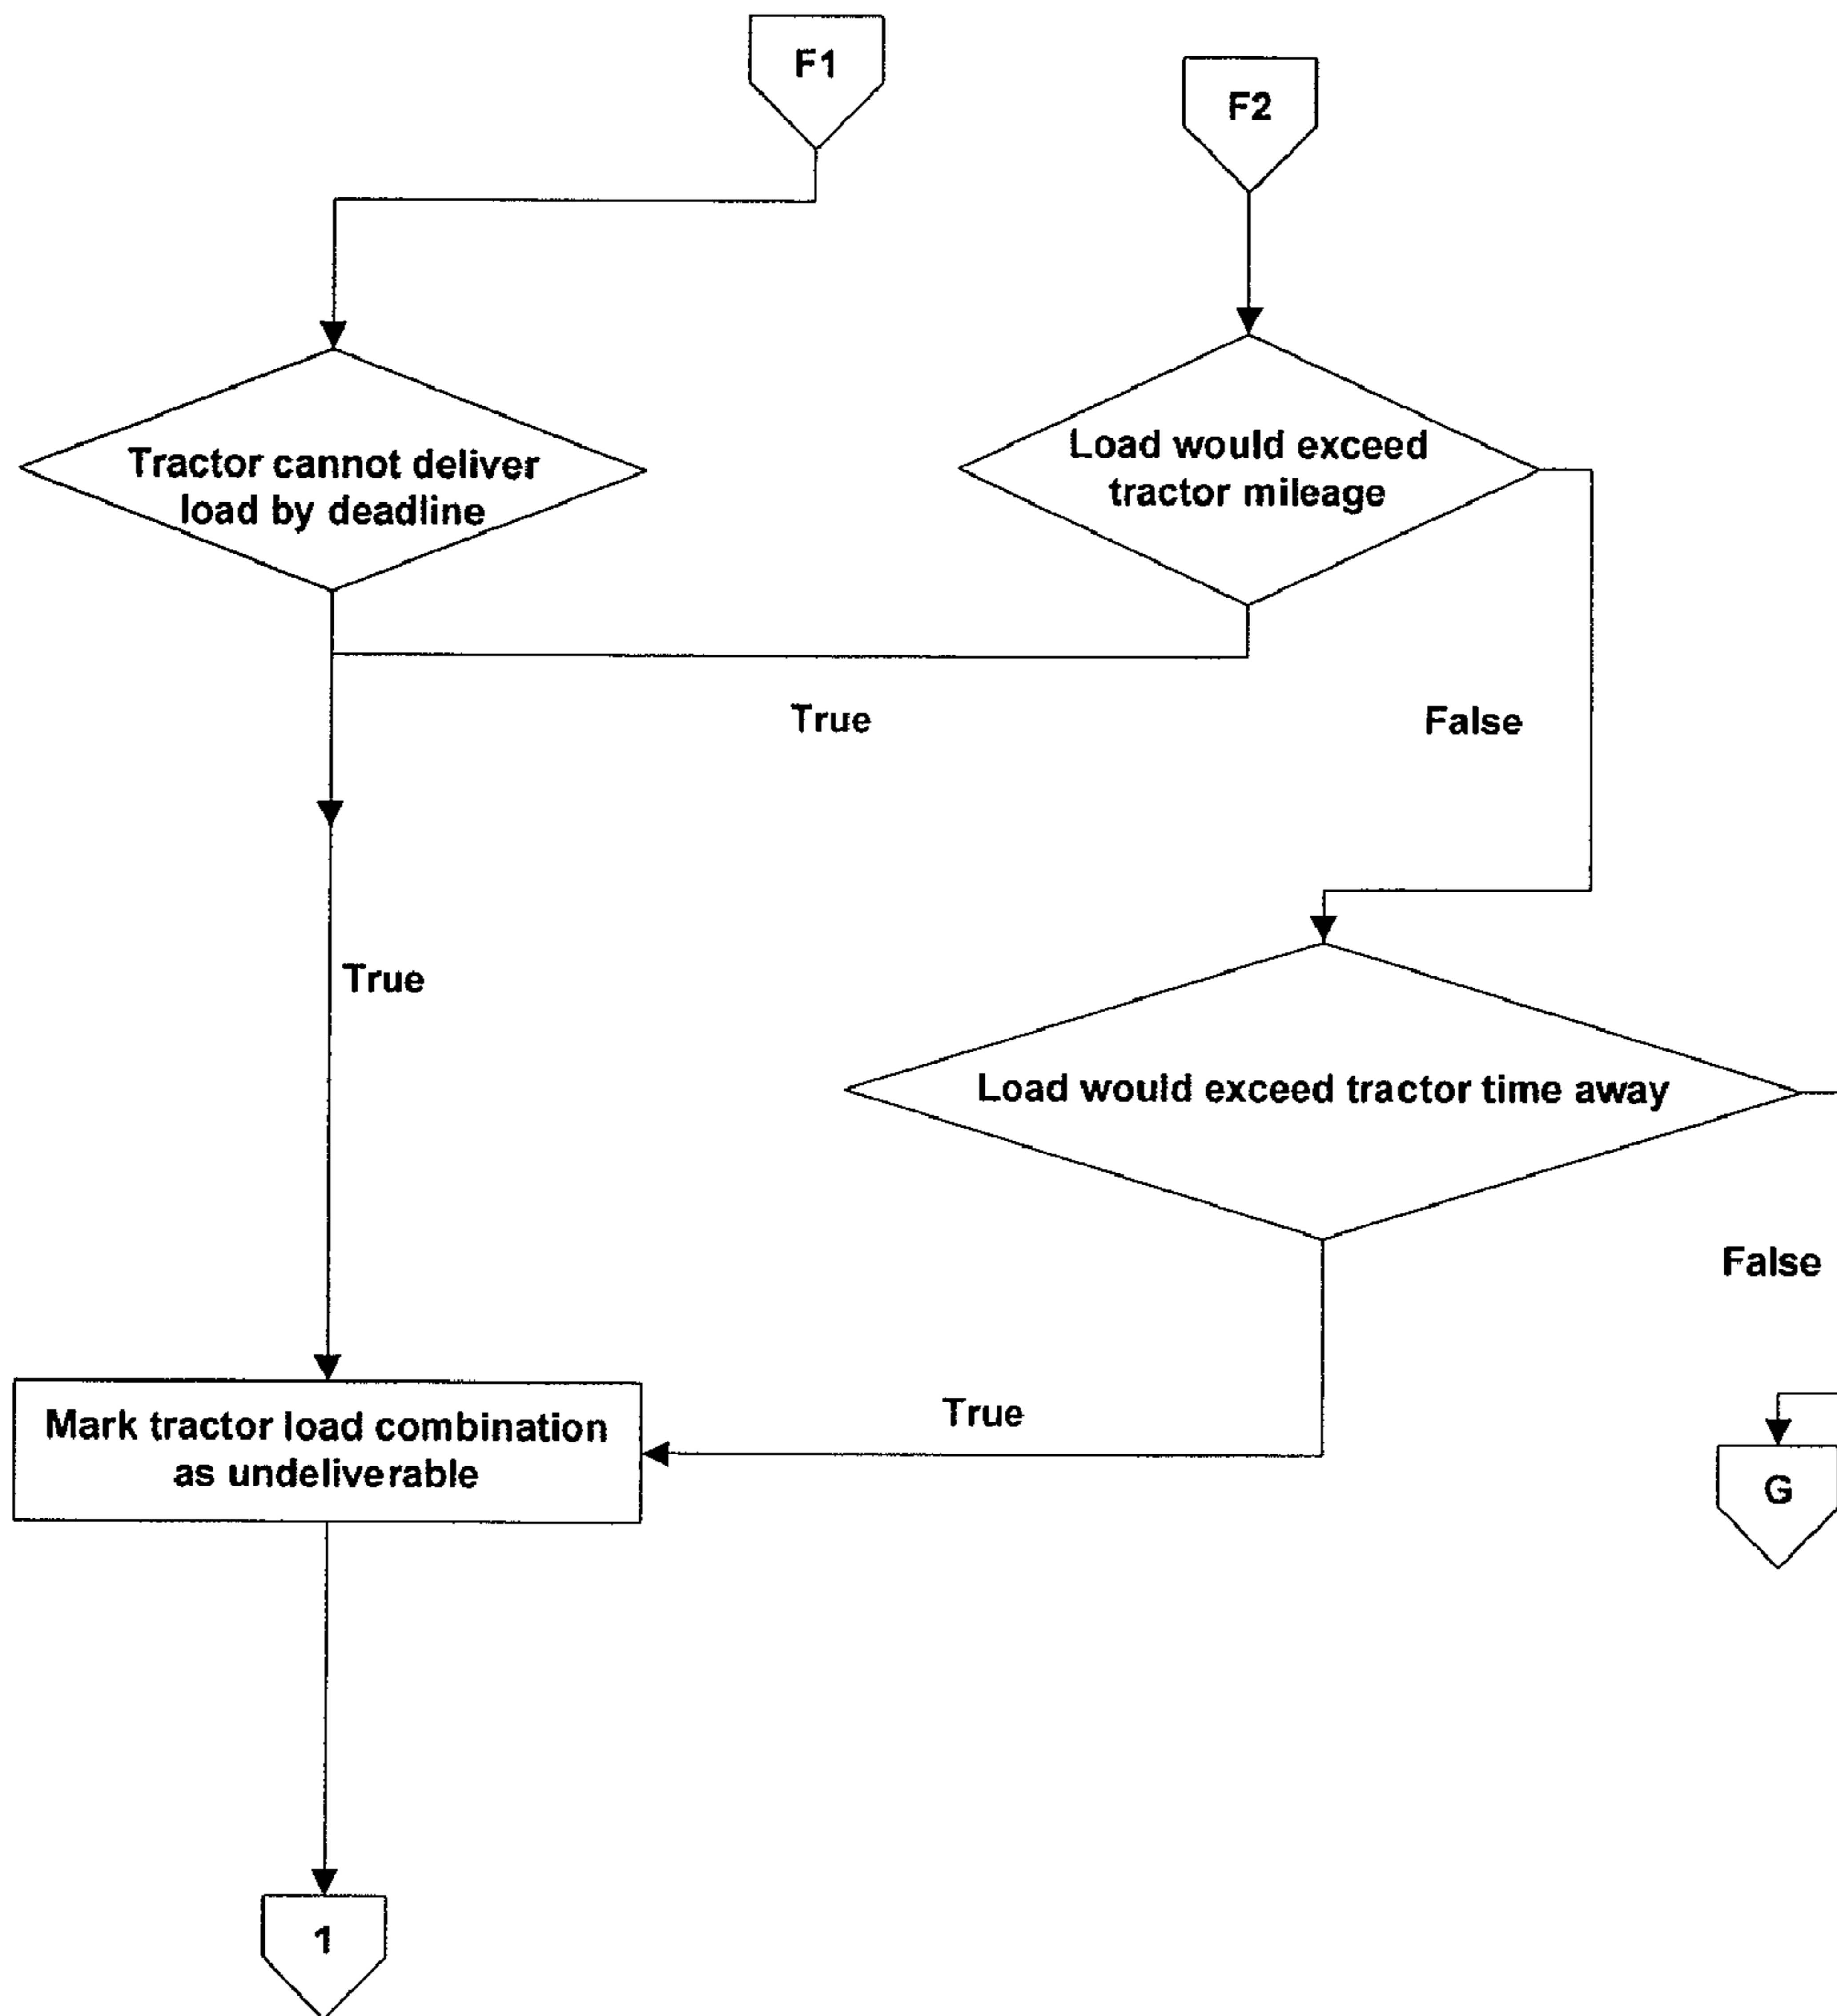 F1
F2
Tractor cannot deliver
load by deadline
Load would exceed
tractor mileage
True
False
True
Load would exceed tractor time away
False
True
Mark tractor load combination
as undeliverable
G
1